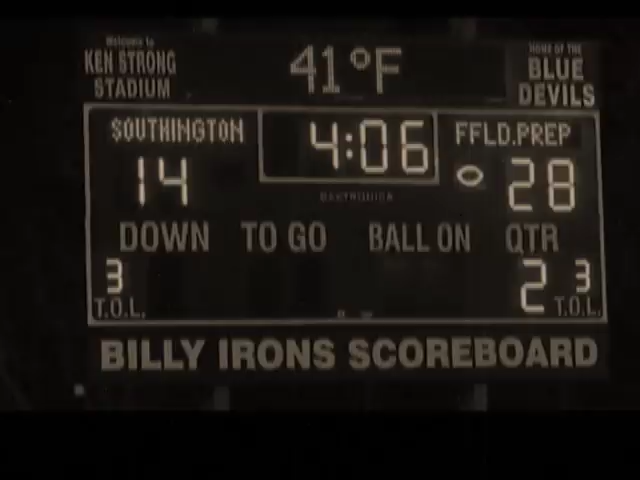 Welcome to
KEN STRONG
STADIUM
41°F
HOME OF THE
BLUE
DEVILS
SOUTHINGTON
4:06
FFLD.PREP
14
28
DAKTRONICS
DOWN TO GO BALL ON QTR
3
T.O.L.
2
3
T.O.L.
BILLY IRONS SCOREBOARD